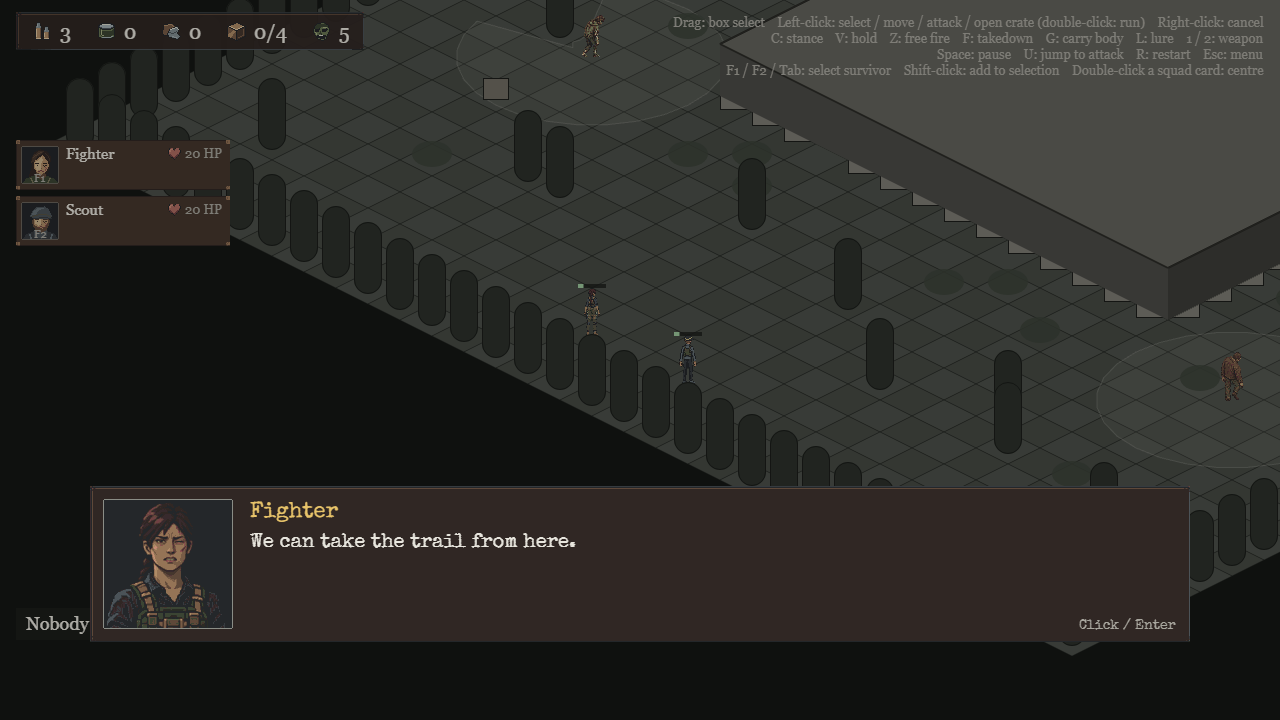 3 0 0 0/4 5
Drag: box select Left-click: select / move / attack / open crate (double-click: run) Right-click: cancel
C: stance V: hold Z: free fire F: takedown G: carry body L: lure 1 / 2: weapon
Space: pause U: jump to attack R: restart Esc: menu
F1 / F2 / Tab: select survivor Shift-click: add to selection Double-click a squad card: centre
Fighter 20 HP
F1
Scout 20 HP
F2
Fighter
We can take the trail from here.
Nobody
Click / Enter